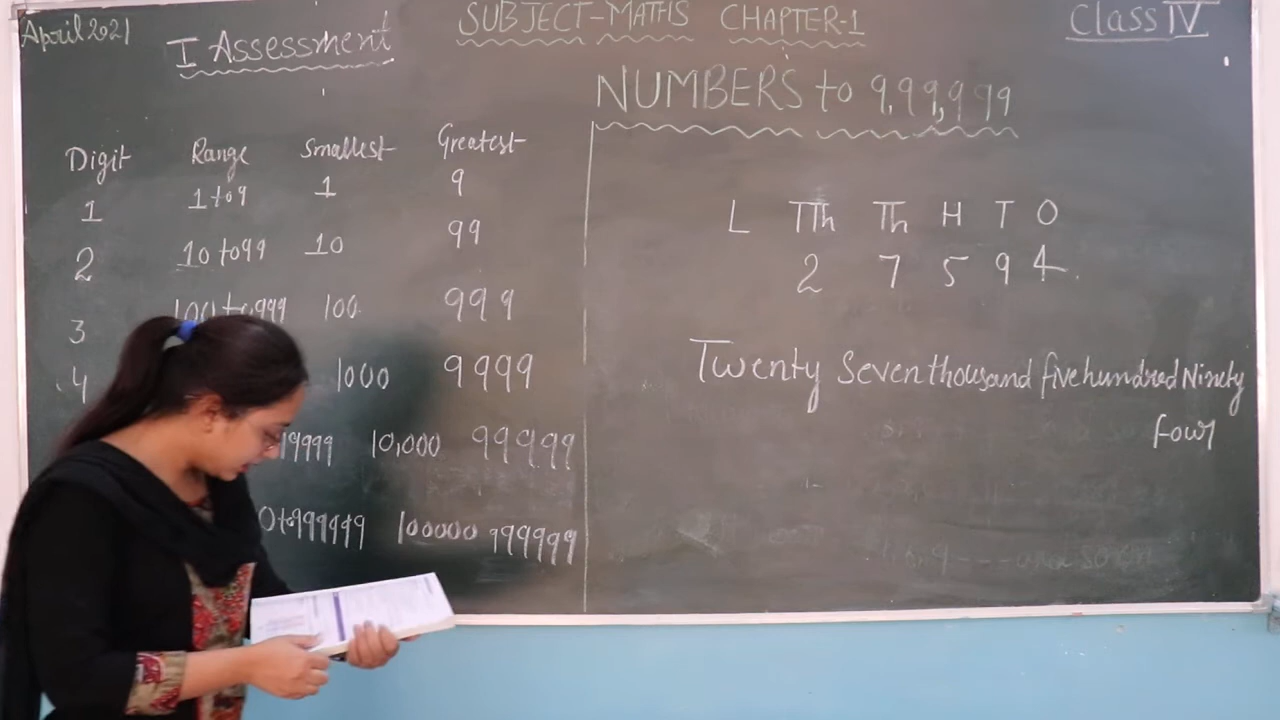 April 2021
I Assessment
SUBJECT-MATHS CHAPTER-1
Class IV
NUMBERS to 9,99,999
Digit Range Smallest Greatest
1 1 to 9 1 9
2 10 to 99 10 99
3 100 to 999 100 999
4 1000 9999
9999 10,000 99999
0 to 999999 100000 999999
L TTh Th H T O
2 7 5 9 4
Twenty Seven thousand five hundred Ninety
four